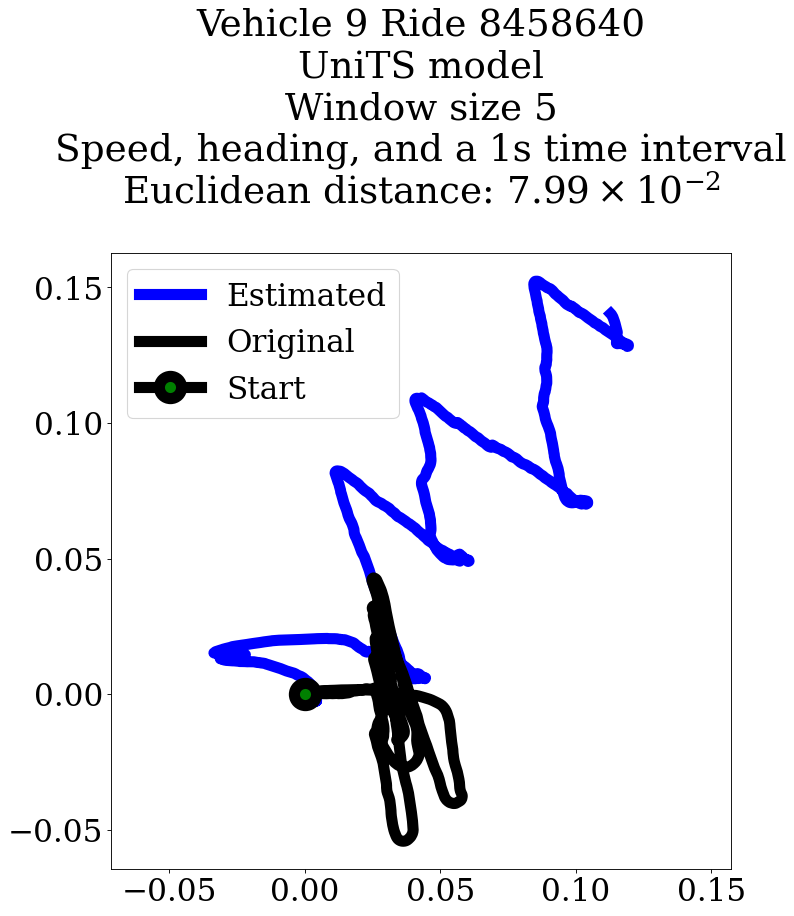 Vehicle 9 Ride 8458640
UniTS model
Window size 5
Speed, heading, and a 1s time interval
Euclidean distance: 7.99 × 10⁻²
Estimated
Original
Start
0.15
0.10
0.05
0.00
−0.05
−0.05 0.00 0.05 0.10 0.15